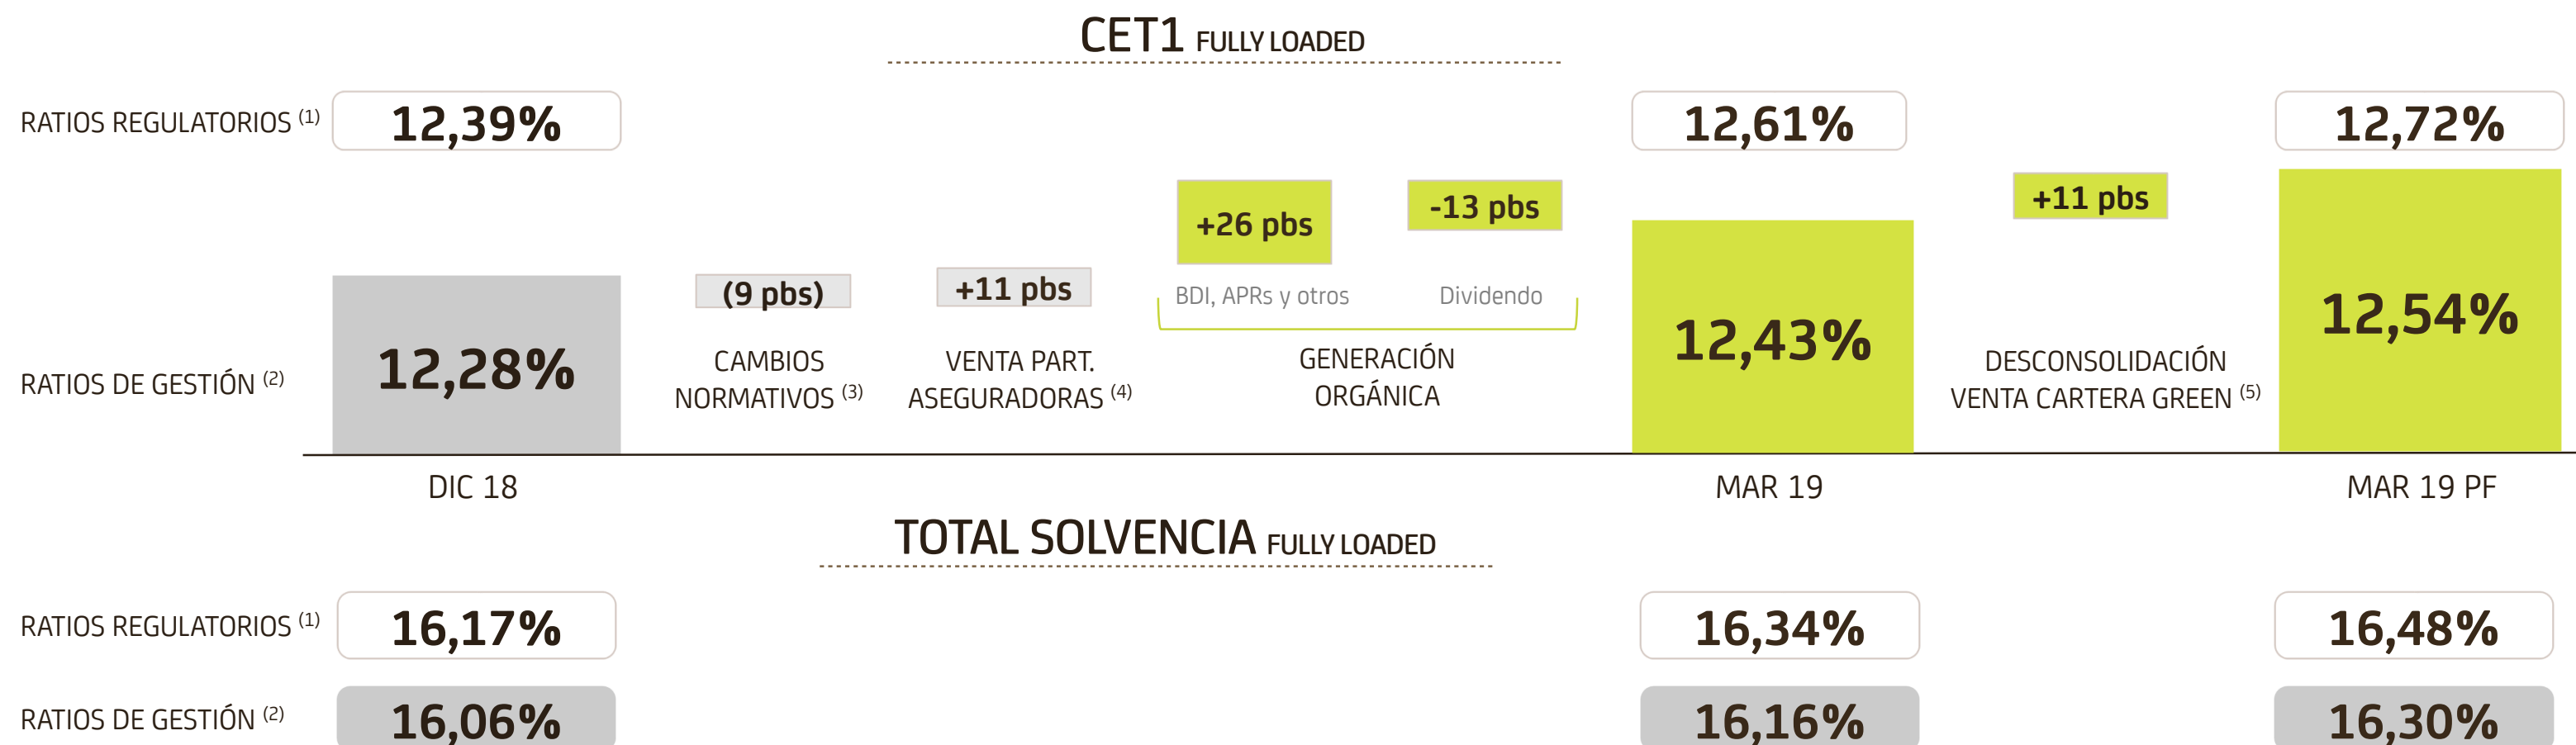 CET1 FULLY LOADED
RATIOS REGULATORIOS (1) 12,39% 12,61% 12,72%
+26 pbs -13 pbs +11 pbs
(9 pbs) +11 pbs
BDI, APRs y otros Dividendo
RATIOS DE GESTIÓN (2) 12,28% 12,43% 12,54%
CAMBIOS
NORMATIVOS (3)
VENTA PART.
ASEGURADORAS (4)
GENERACIÓN
ORGÁNICA
DESCONSOLIDACIÓN
VENTA CARTERA GREEN (5)
DIC 18 MAR 19 MAR 19 PF
TOTAL SOLVENCIA FULLY LOADED
RATIOS REGULATORIOS (1) 16,17% 16,34% 16,48%
RATIOS DE GESTIÓN (2) 16,06% 16,16% 16,30%